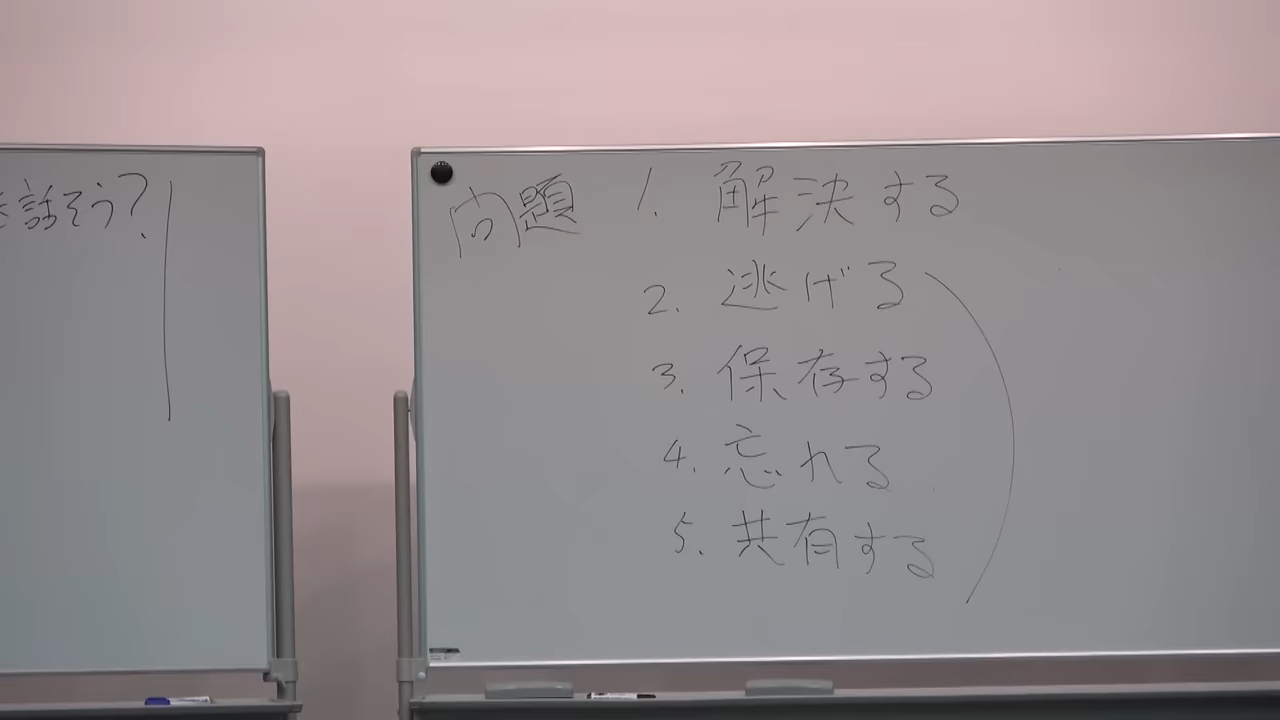 を話そう?
問題 1. 解決する
2. 逃げる
3. 保存する
4. 忘れる
5. 共有する